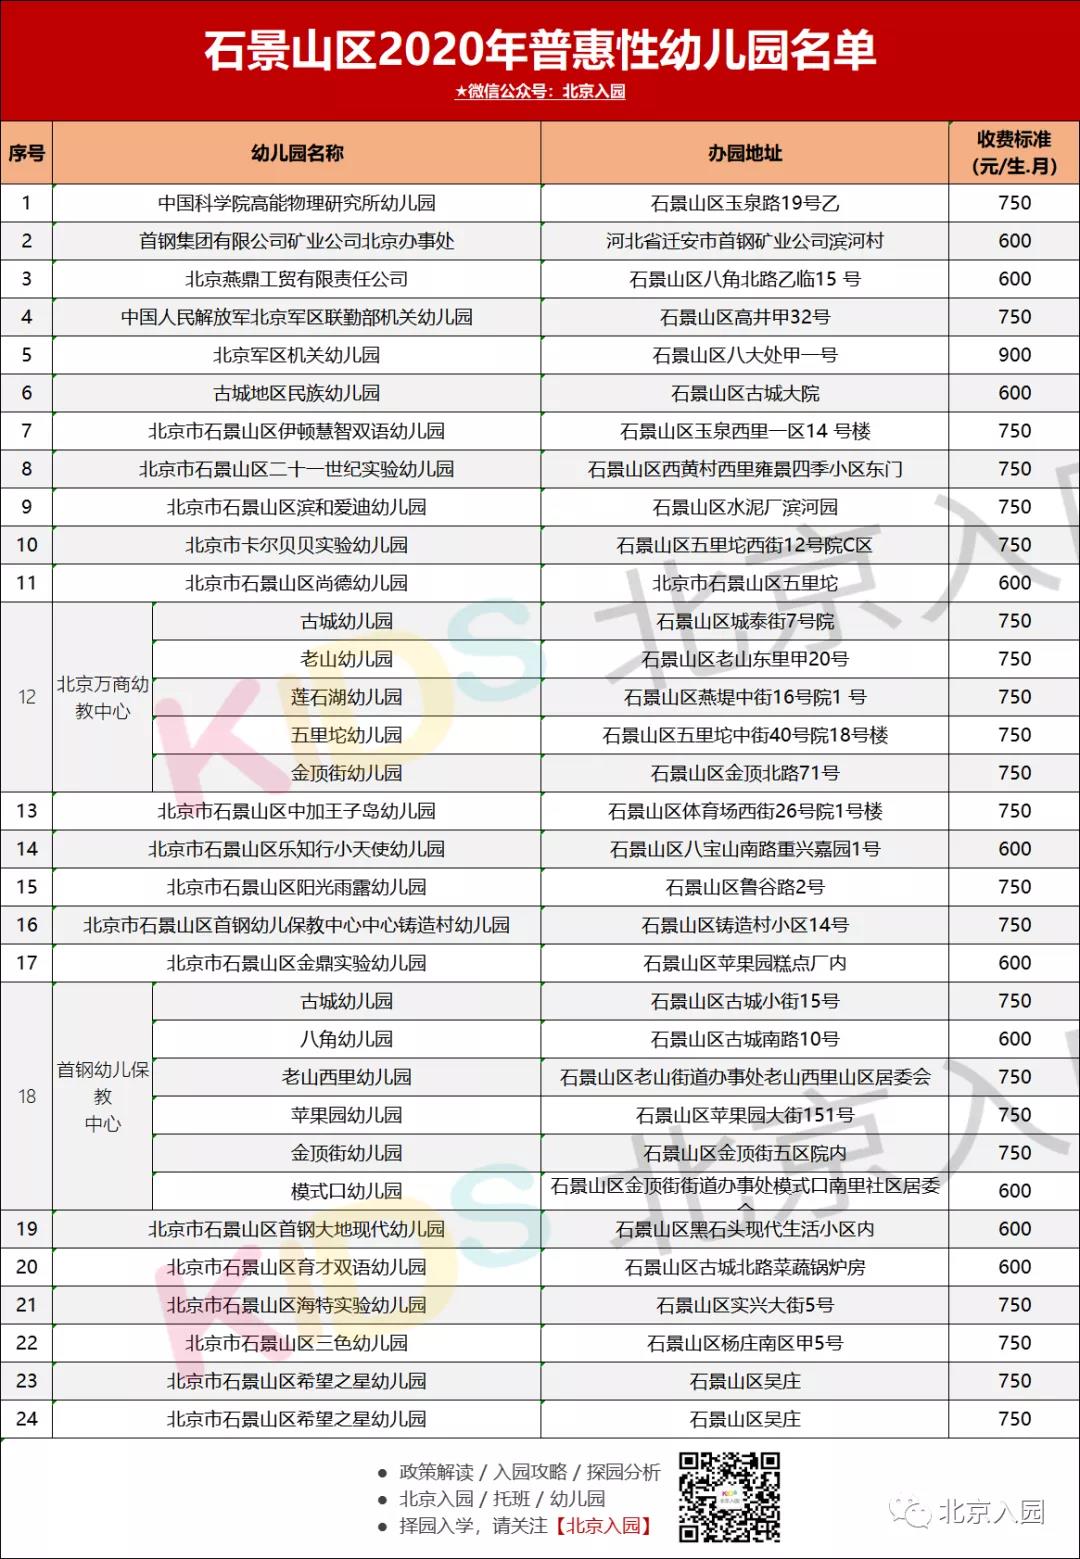 石景山区2020年普惠性幼儿园名单
★微信公众号：北京入园
序号 幼儿园名称 办园地址 收费标准
(元/生.月)
1 中国科学院高能物理研究所幼儿园 石景山区玉泉路19号乙 750
2 首钢集团有限公司矿业公司北京办事处 河北省迁安市首钢矿业公司滨河村 600
3 北京燕鼎工贸有限责任公司 石景山区八角北路乙临15 号 600
4 中国人民解放军北京军区联勤部机关幼儿园 石景山区高井甲32号 750
5 北京军区机关幼儿园 石景山区八大处甲一号 900
6 古城地区民族幼儿园 石景山区古城大院 600
7 北京市石景山区伊顿慧智双语幼儿园 石景山区玉泉西里一区14 号楼 750
8 北京市石景山区二十一世纪实验幼儿园 石景山区西黄村西里雍景四季小区东门 750
9 北京市石景山区滨和爱迪幼儿园 石景山区水泥厂滨河园 750
10 北京市卡尔贝贝实验幼儿园 石景山区五里坨西街12号院C区 750
11 北京市石景山区尚德幼儿园 北京市石景山区五里坨 600
12 北京万商幼
教中心
古城幼儿园 石景山区城泰街7号院 750
老山幼儿园 石景山区老山东里甲20号 750
莲石湖幼儿园 石景山区燕堤中街16号院1 号 750
五里坨幼儿园 石景山区五里坨中街40号院18号楼 750
金顶街幼儿园 石景山区金顶北路71号 750
13 北京市石景山区中加王子岛幼儿园 石景山区体育场西街26号院1号楼 750
14 北京市石景山区乐知行小天使幼儿园 石景山区八宝山南路重兴嘉园1号 600
15 北京市石景山区阳光雨露幼儿园 石景山区鲁谷路2号 750
16 北京市石景山区首钢幼儿保教中心中心铸造村幼儿园 石景山区铸造村小区14号 750
17 北京市石景山区金鼎实验幼儿园 石景山区苹果园糕点厂内 600
18 首钢幼儿保
教
中心
古城幼儿园 石景山区古城小街15号 750
八角幼儿园 石景山区古城南路10号 600
老山西里幼儿园 石景山区老山街道办事处老山西里山区居委会 750
苹果园幼儿园 石景山区苹果园大街151号 750
金顶街幼儿园 石景山区金顶街五区院内 750
模式口幼儿园 石景山区金顶街街道办事处模式口南里社区居委 600
19 北京市石景山区首钢大地现代幼儿园 石景山区黑石头现代生活小区内 600
20 北京市石景山区育才双语幼儿园 石景山区古城北路菜蔬锅炉房 600
21 北京市石景山区海特实验幼儿园 石景山区实兴大街5号 750
22 北京市石景山区三色幼儿园 石景山区杨庄南区甲5号 750
23 北京市石景山区希望之星幼儿园 石景山区吴庄 750
24 北京市石景山区希望之星幼儿园 石景山区吴庄 750
● 政策解读 / 入园攻略 / 探园分析
● 北京入园 / 托班 / 幼儿园
● 择园入学，请关注【北京入园】
北京入园
KIDS 北京入园
KIDS 北京入